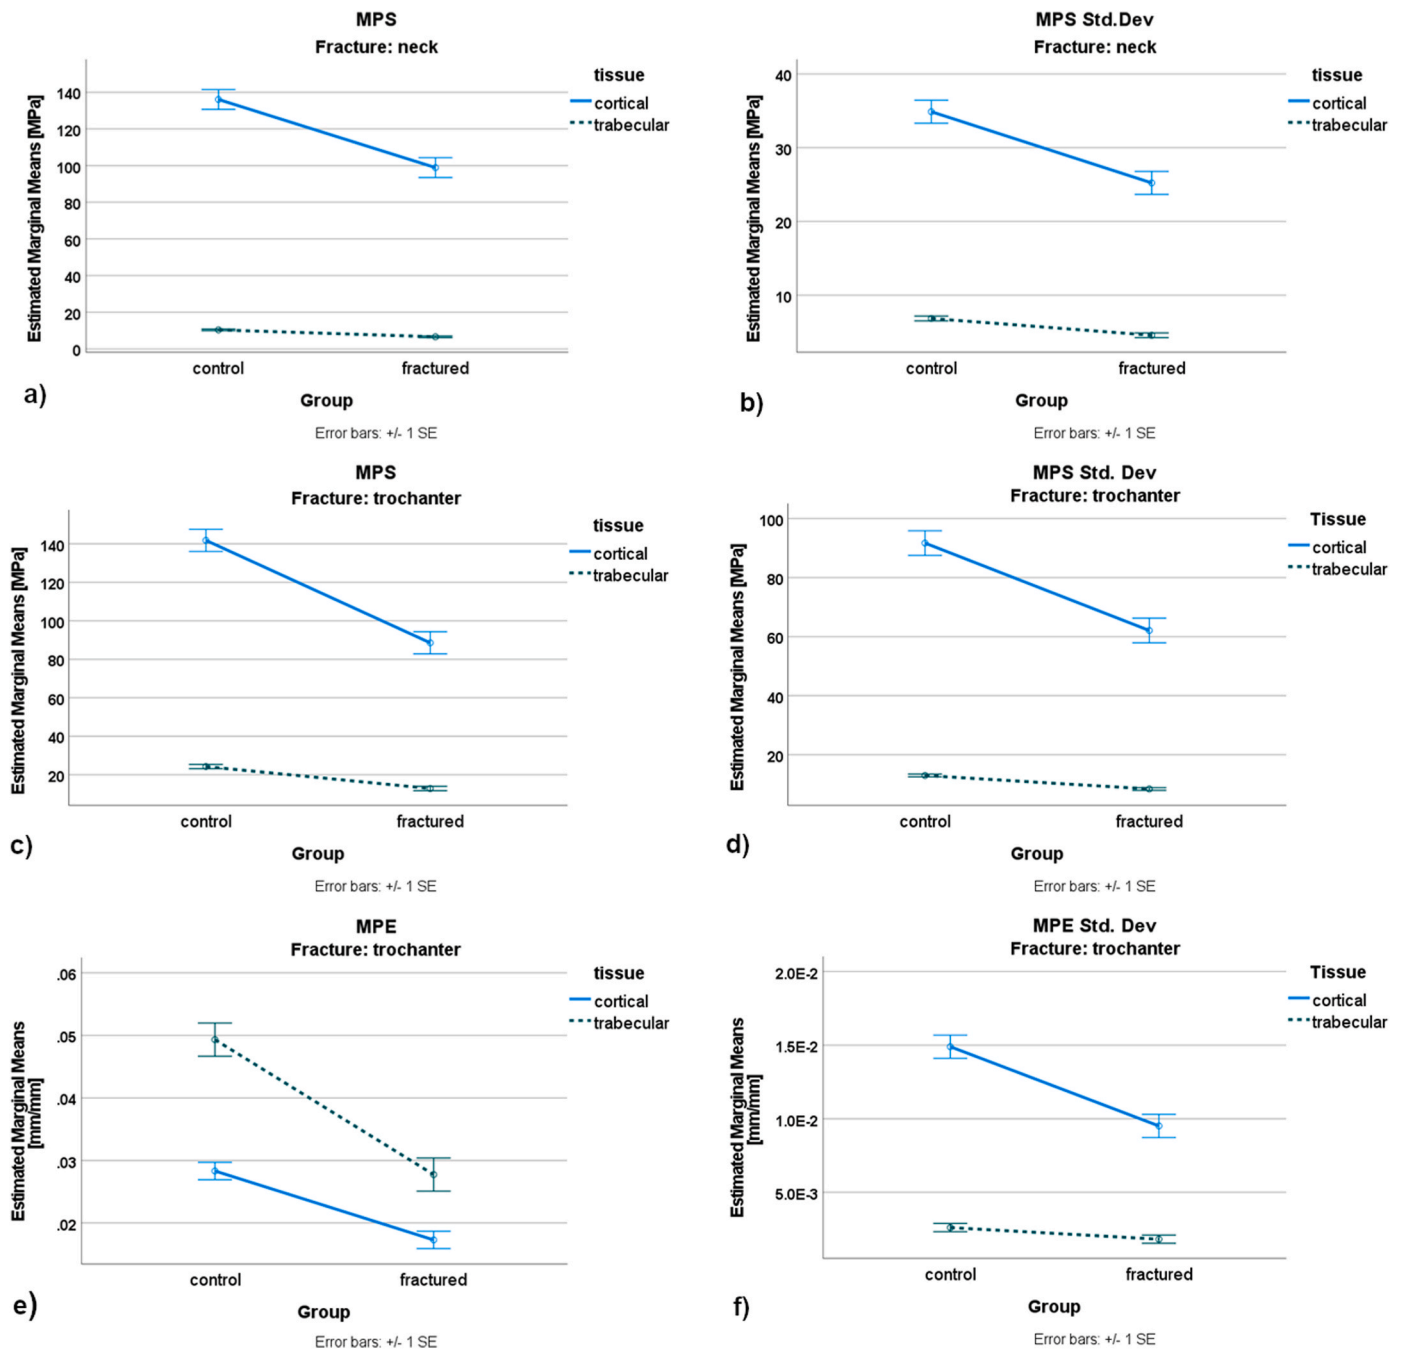 MPS
Fracture: neck
Estimated Marginal Means [MPa]
140
120
100
80
60
40
20
0
control
fractured
Group
Error bars: +/- 1 SE
tissue
cortical
trabecular
a)
MPS Std.Dev
Fracture: neck
Estimated Marginal Means [MPa]
40
30
20
10
control
fractured
Group
Error bars: +/- 1 SE
tissue
cortical
trabecular
b)
MPS
Fracture: trochanter
Estimated Marginal Means [MPa]
140
120
100
80
60
40
20
control
fractured
Group
Error bars: +/- 1 SE
tissue
cortical
trabecular
c)
MPS Std. Dev
Fracture: trochanter
Estimated Marginal Means [MPa]
100
80
60
40
20
control
fractured
Group
Error bars: +/- 1 SE
Tissue
cortical
trabecular
d)
MPE
Fracture: trochanter
Estimated Marginal Means
[mm/mm]
.06
.05
.04
.03
.02
control
fractured
Group
Error bars: +/- 1 SE
tissue
cortical
trabecular
e)
MPE Std. Dev
Fracture: trochanter
Estimated Marginal Means
[mm/mm]
2.0E-2
1.5E-2
1.0E-2
5.0E-3
control
fractured
Group
Error bars: +/- 1 SE
Tissue
cortical
trabecular
f)